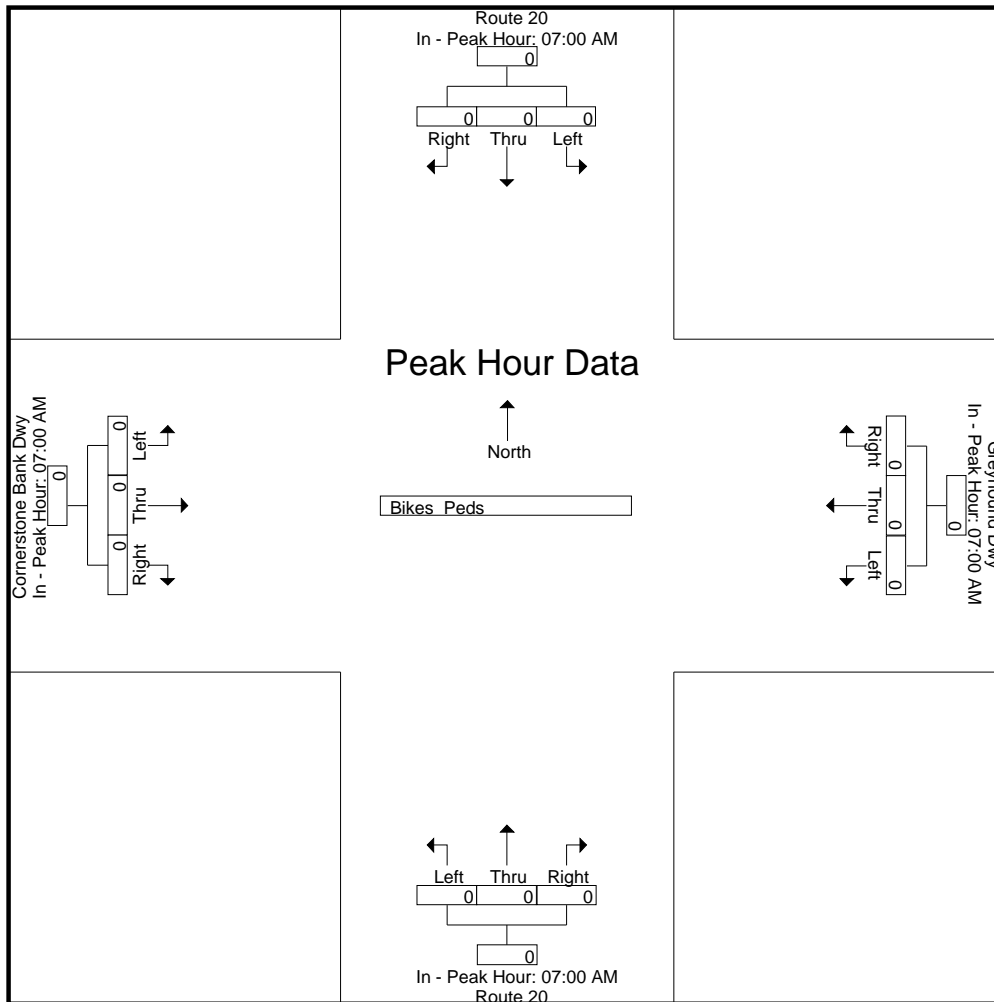 Route 20
In - Peak Hour: 07:00 AM
0
0 0 0
Right Thru Left
Peak Hour Data
North
Bikes Peds
Cornerstone Bank Dwy
In - Peak Hour: 07:00 AM
0
0 0 0
Left Thru Right
Greyhound Dwy
In - Peak Hour: 07:00 AM
0
0 0 0
Right Thru Left
Left Thru Right
0 0 0
0
In - Peak Hour: 07:00 AM
Route 20